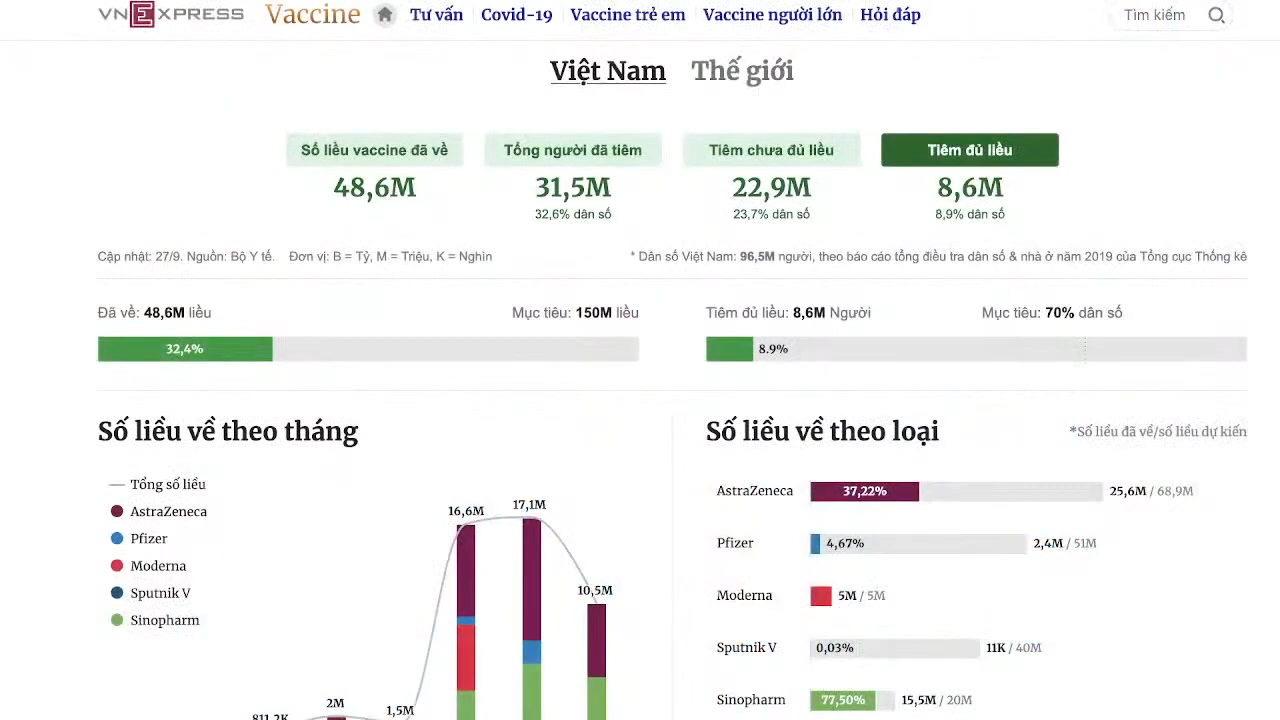 VNEXPRESS Vaccine Tư vấn Covid-19 Vaccine trẻ em Vaccine người lớn Hỏi đáp Tìm kiếm
Việt Nam Thế giới
Số liều vaccine đã về Tổng người đã tiêm Tiêm chưa đủ liều Tiêm đủ liều
48,6M 31,5M 22,9M 8,6M
32,6% dân số 23,7% dân số 8,9% dân số
Cập nhật: 27/9. Nguồn: Bộ Y tế. Đơn vị: B = Tỷ, M = Triệu, K = Nghìn * Dân số Việt Nam: 96,5M người, theo báo cáo tổng điều tra dân số & nhà ở năm 2019 của Tổng cục Thống kê
Đã về: 48,6M liều Mục tiêu: 150M liều Tiêm đủ liều: 8,6M Người Mục tiêu: 70% dân số
32,4% 8.9%
Số liều về theo tháng
Tổng số liều
AstraZeneca
Pfizer
Moderna
Sputnik V
Sinopharm
16,6M 17,1M
10,5M
2M
1,5M
811,2K
Số liều về theo loại *Số liều đã về/số liều dự kiến
AstraZeneca 37,22% 25,6M / 68,9M
Pfizer 4,67% 2,4M / 51M
Moderna 5M / 5M
Sputnik V 0,03% 11K / 40M
Sinopharm 77,50% 15,5M / 20M